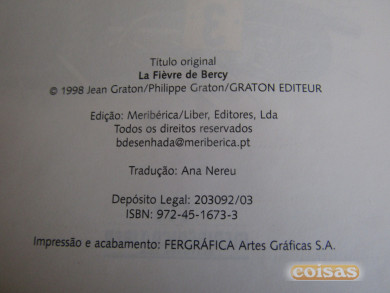 Título original
La Fièvre de Bercy
© 1998 Jean Graton/Philippe Graton/GRATON EDITEUR
Edição: Meribérica/Liber, Editores, Lda
Todos os direitos reservados
bdesenhada@meriberica.pt
Tradução: Ana Nereu
Depósito Legal: 203092/03
ISBN: 972-45-1673-3
Impressão e acabamento: FERGRÁFICA Artes Gráficas S.A.
coisas